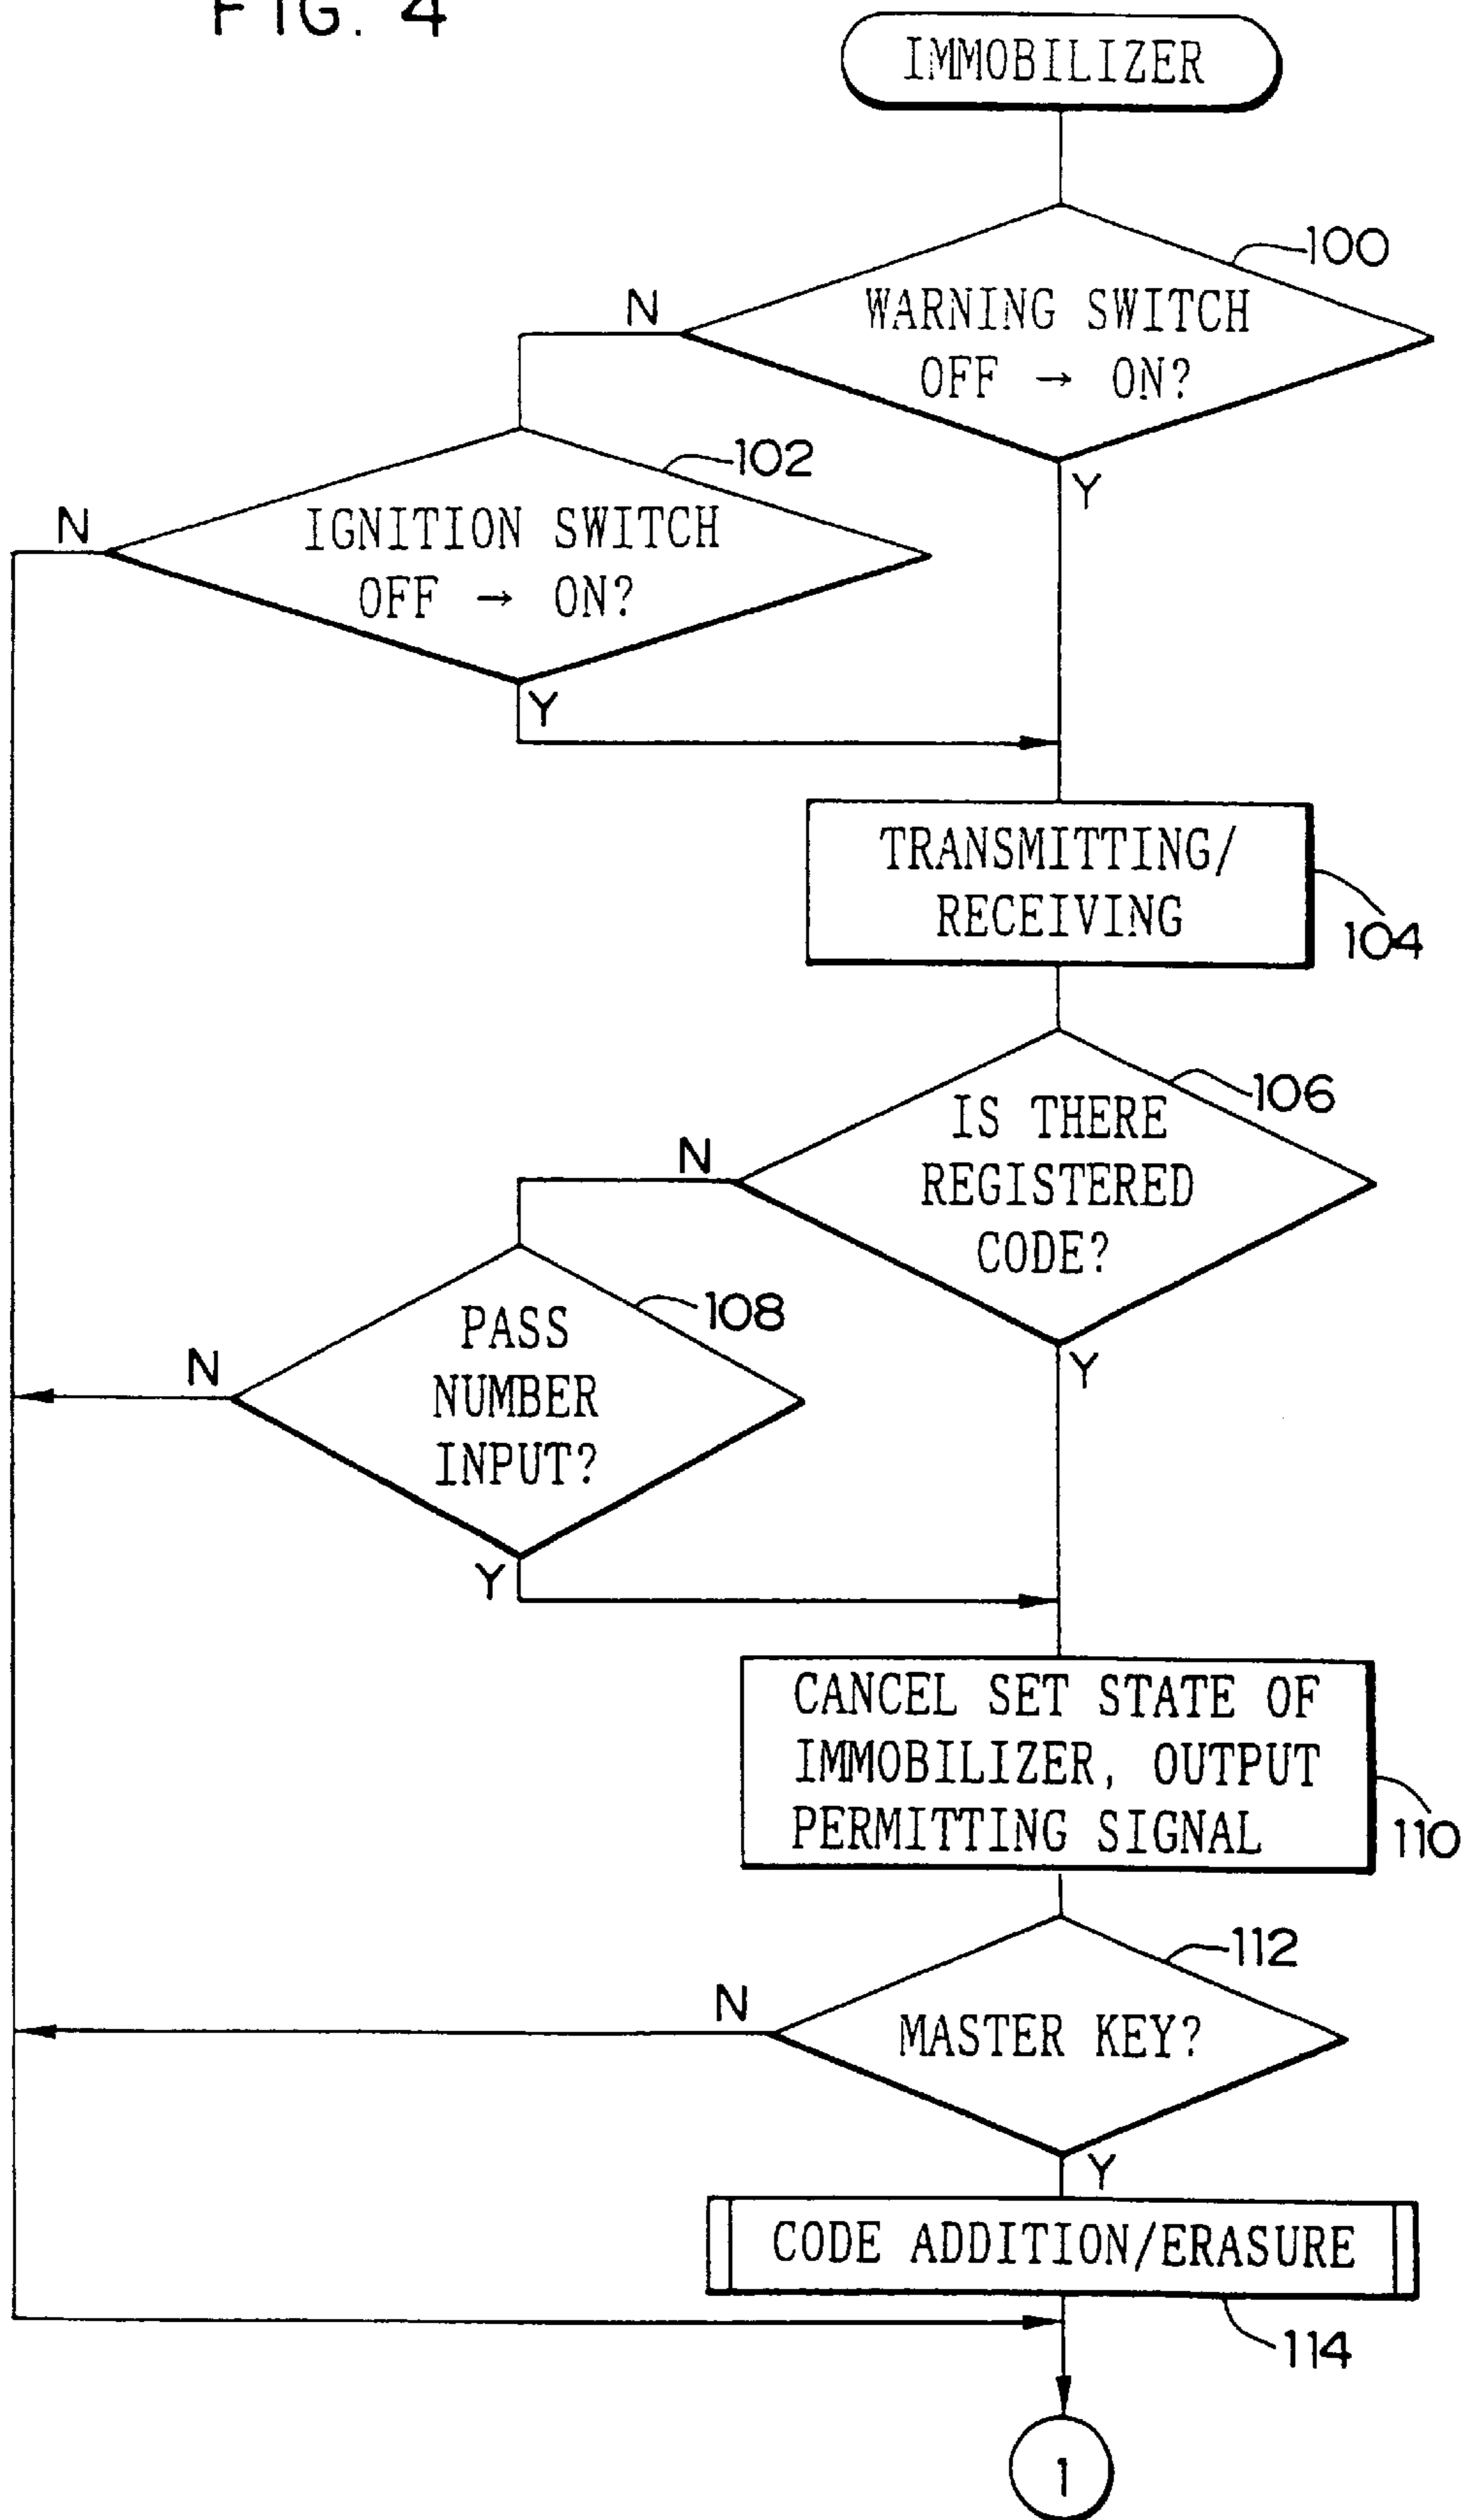 FIG. 4
IMMOBILIZER
100
WARNING SWITCH
OFF → ON?
N
Y
102
IGNITION SWITCH
OFF → ON?
N
Y
TRANSMITTING/
RECEIVING
104
106
IS THERE
REGISTERED
CODE?
N
Y
108
PASS
NUMBER
INPUT?
N
Y
CANCEL SET STATE OF
IMMOBILIZER, OUTPUT
PERMITTING SIGNAL
110
112
MASTER KEY?
N
Y
CODE ADDITION/ERASURE
114
1